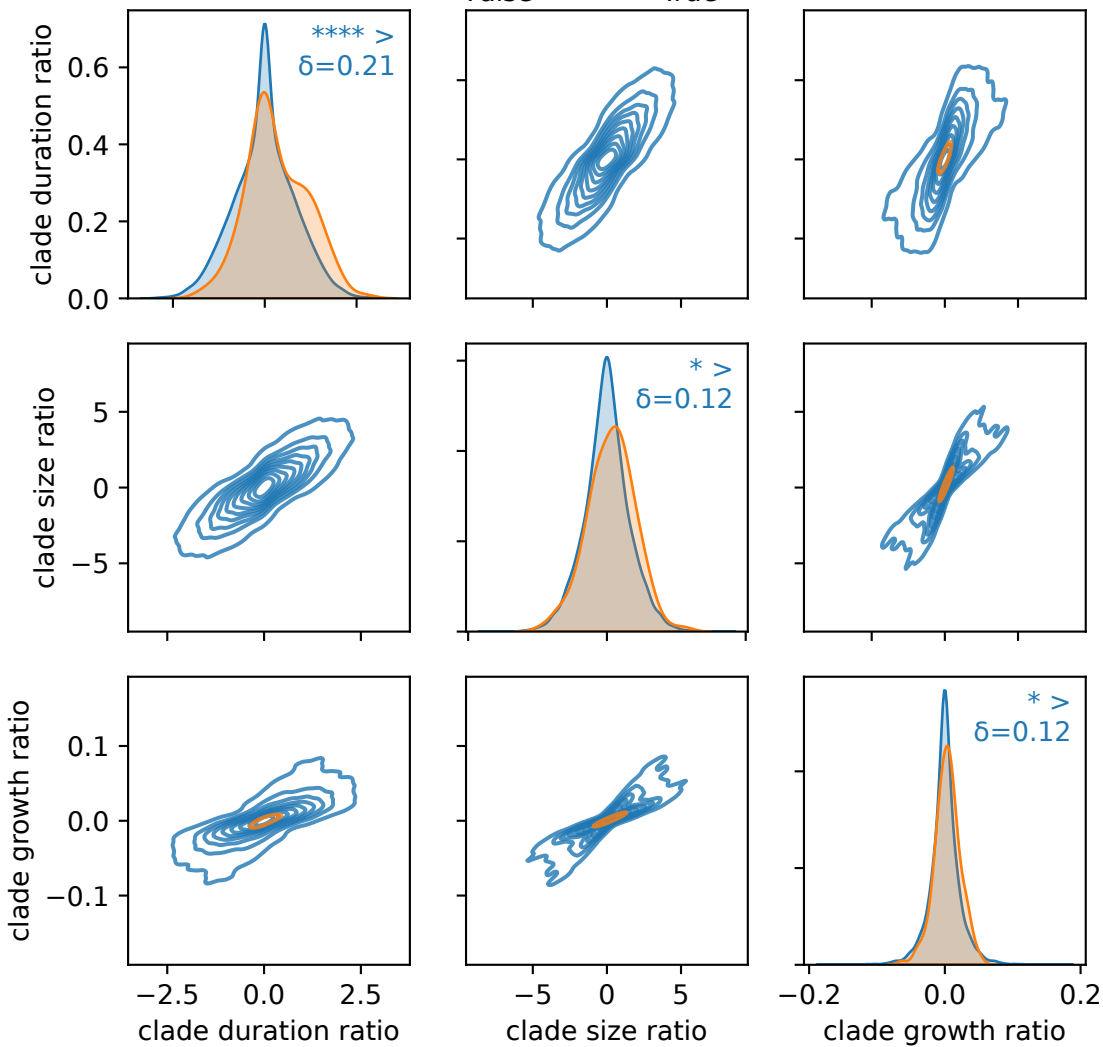 clade duration ratio
0.6
0.4
0.2
0.0
**** >
δ=0.21
clade size ratio
5
0
−5
* >
δ=0.12
clade growth ratio
0.1
0.0
−0.1
* >
δ=0.12
−2.5 0.0 2.5
−5 0 5
−0.2 0.0 0.2
clade duration ratio
clade size ratio
clade growth ratio